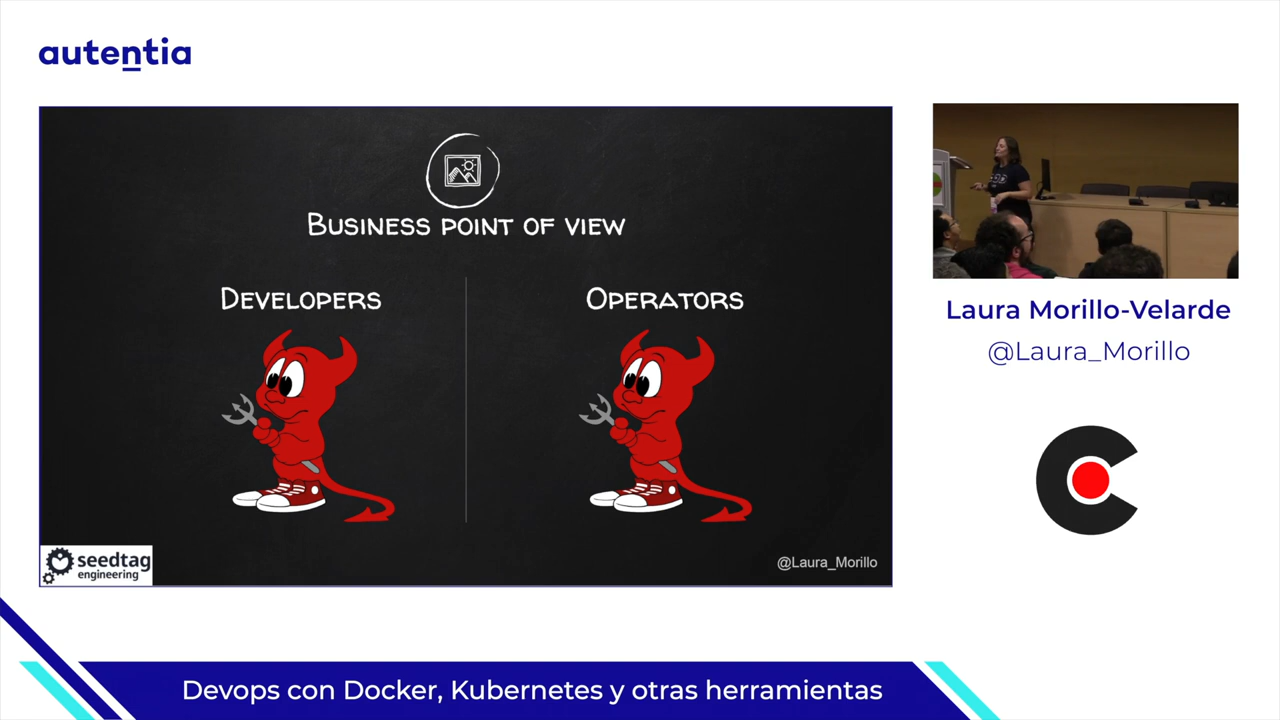 autentia
Business point of view
Developers
Operators
seedtag
engineering
@Laura_Morillo
Laura Morillo-Velarde
@Laura_Morillo
Devops con Docker, Kubernetes y otras herramientas